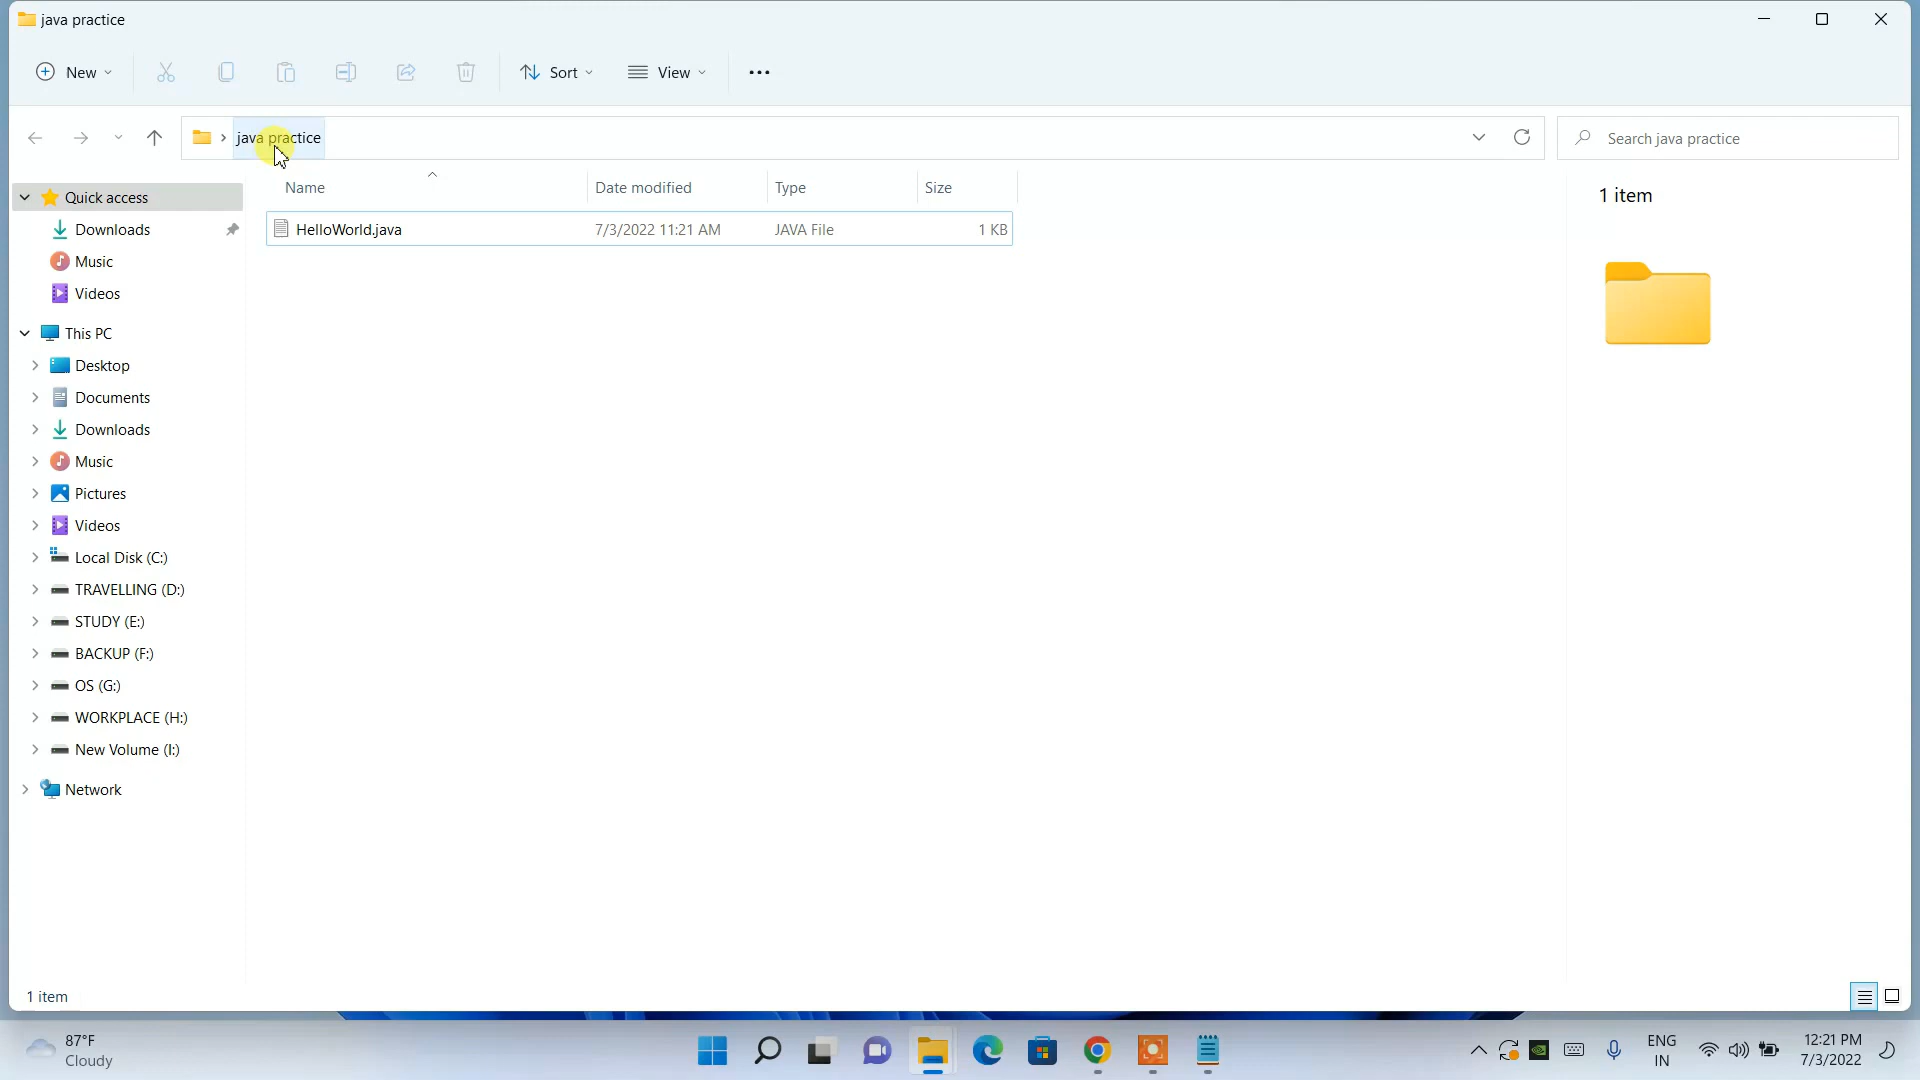 java practice
New
Sort
View
java practice
Search java practice
Name
Date modified
Type
Size
HelloWorld.java
7/3/2022 11:21 AM
JAVA File
1 KB
1 item
Quick access
Downloads
Music
Videos
This PC
Desktop
Documents
Downloads
Music
Pictures
Videos
Local Disk (C:)
TRAVELLING (D:)
STUDY (E:)
BACKUP (F:)
OS (G:)
WORKPLACE (H:)
New Volume (I:)
Network
1 item
87°F
Cloudy
ENG
IN
12:21 PM
7/3/2022